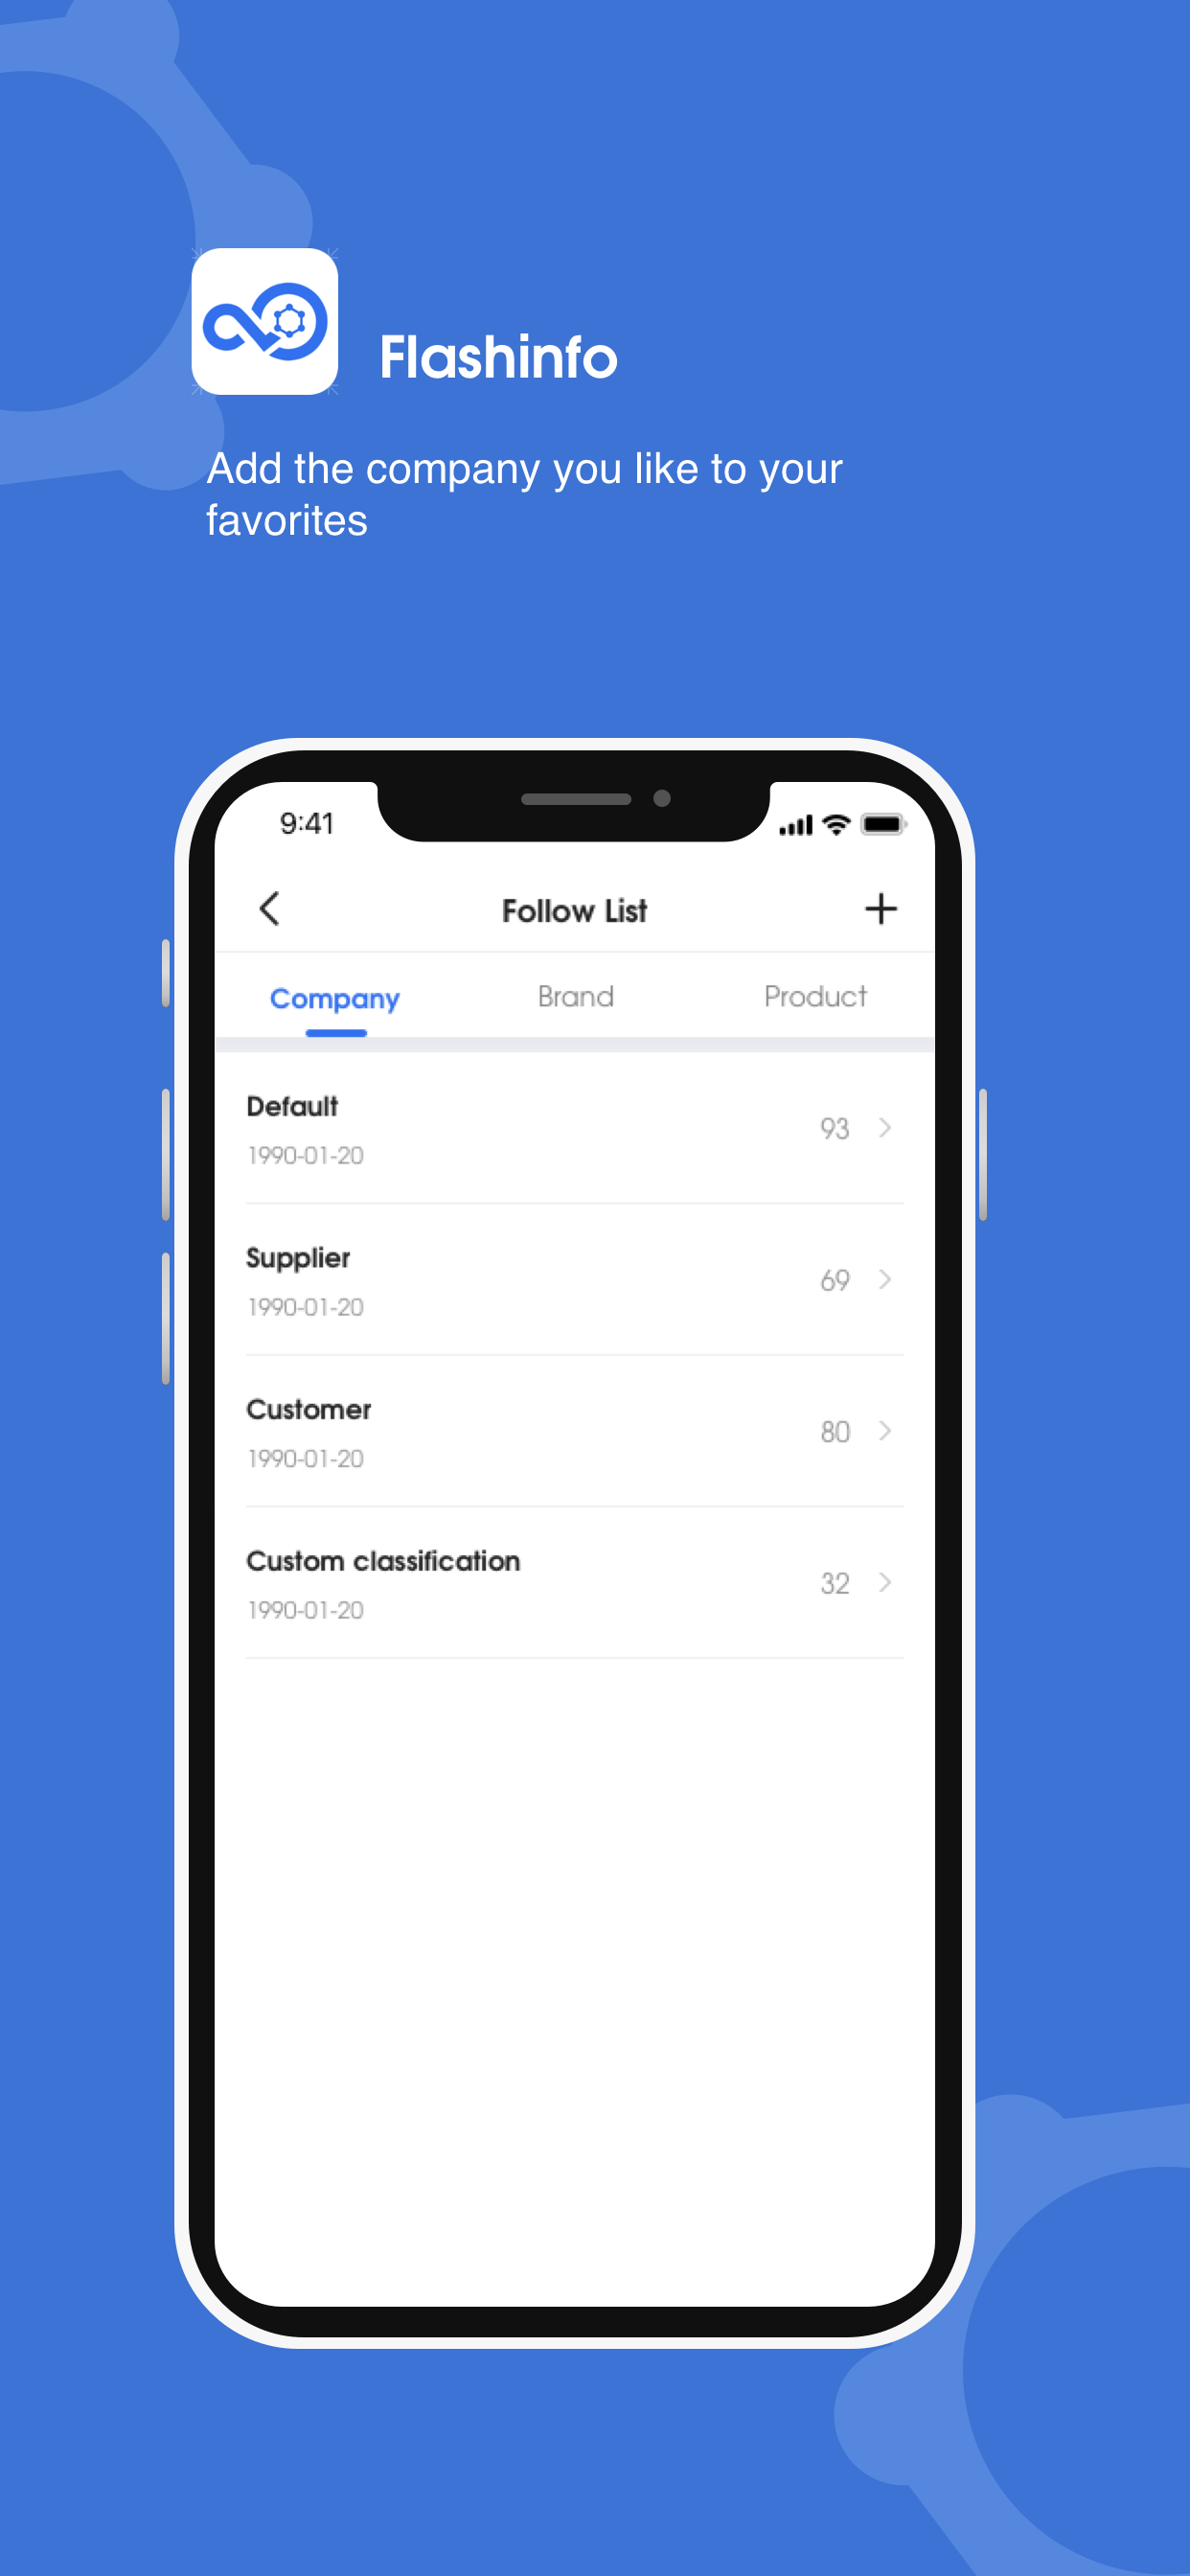 Flashinfo
Add the company you like to your
favorites
9:41
Follow List
Company Brand Product
Default
1990-01-20
93
Supplier
1990-01-20
69
Customer
1990-01-20
80
Custom classification
1990-01-20
32